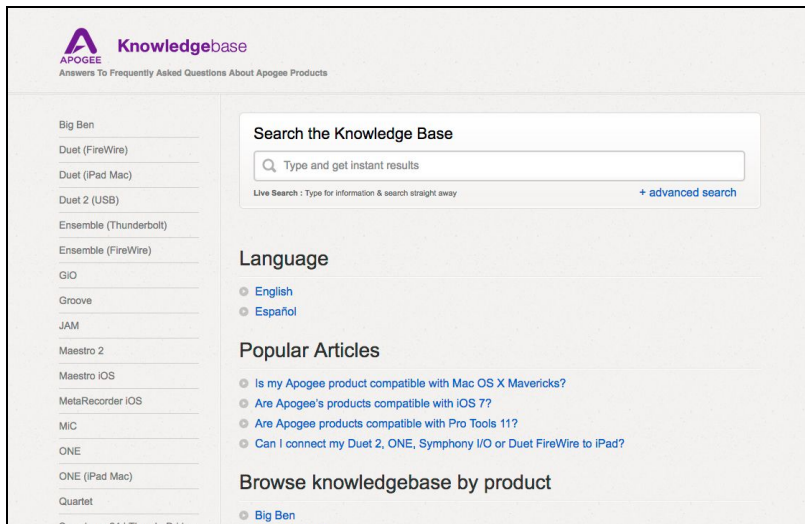 APOGEE
Knowledgebase
Answers To Frequently Asked Questions About Apogee Products
Big Ben
Duet (FireWire)
Duet (iPad Mac)
Duet 2 (USB)
Ensemble (Thunderbolt)
Ensemble (FireWire)
GiO
Groove
JAM
Maestro 2
Maestro iOS
MetaRecorder iOS
MiC
ONE
ONE (iPad Mac)
Quartet
Search the Knowledge Base
Type and get instant results
Live Search : Type for information & search straight away
+ advanced search
Language
English
Español
Popular Articles
Is my Apogee product compatible with Mac OS X Mavericks?
Are Apogee's products compatible with iOS 7?
Are Apogee products compatible with Pro Tools 11?
Can I connect my Duet 2, ONE, Symphony I/O or Duet FireWire to iPad?
Browse knowledgebase by product
Big Ben